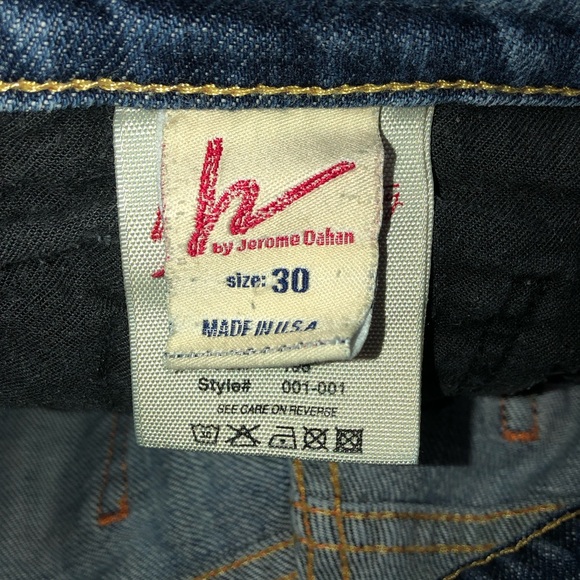 h
by Jerome Dahan
size: 30
MADE IN U.S.A
Style# 001-001
SEE CARE ON REVERSE